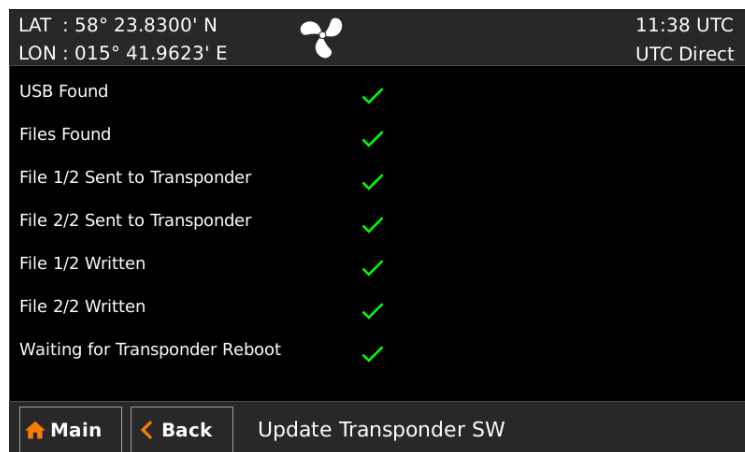 LAT : 58° 23.8300' N
LON : 015° 41.9623' E
11:38 UTC
UTC Direct
USB Found
Files Found
File 1/2 Sent to Transponder
File 2/2 Sent to Transponder
File 1/2 Written
File 2/2 Written
Waiting for Transponder Reboot
Main
Back
Update Transponder SW